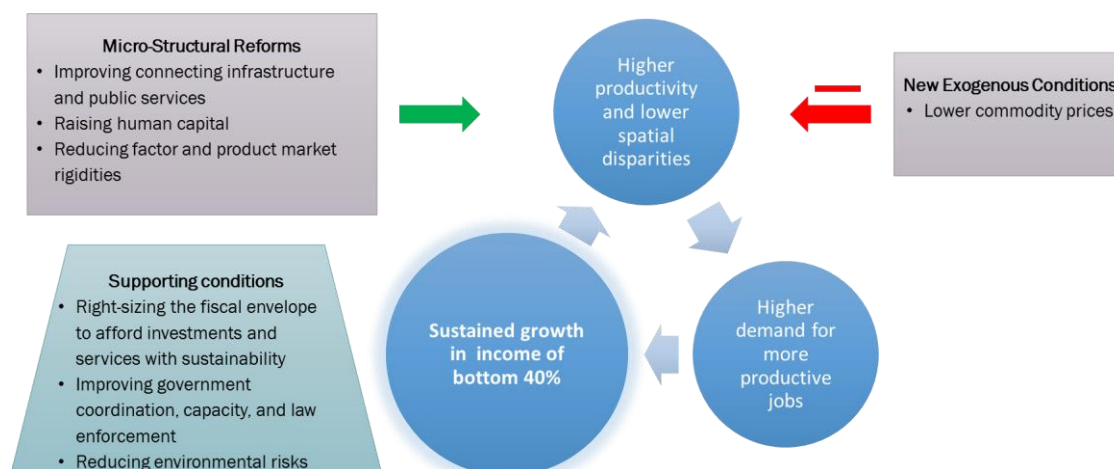 Micro-Structural Reforms
• Improving connecting infrastructure
and public services
• Raising human capital
• Reducing factor and product market
rigidities
Higher
productivity
and lower
spatial
disparities
New Exogenous Conditions
• Lower commodity prices
Supporting conditions
• Right-sizing the fiscal envelope
to afford investments and
services with sustainability
• Improving government
coordination, capacity, and law
enforcement
• Reducing environmental risks
Sustained growth
in income of
bottom 40%
Higher
demand for
more
productive
jobs